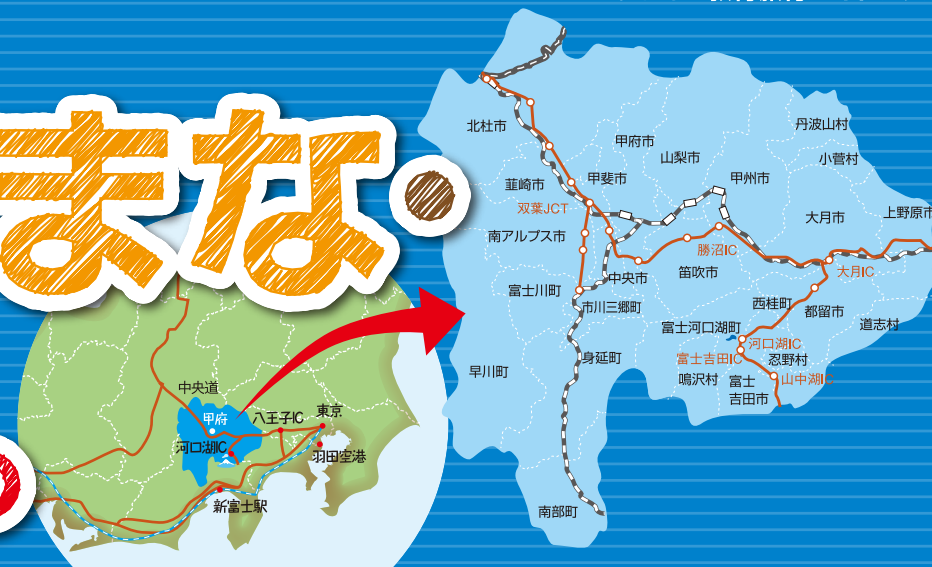 まな
北杜市
甲府市
丹波山村
山梨市
小菅村
韮崎市
甲斐市
甲州市
双葉JCT
大月市
上野原市
南アルプス市
勝沼IC
大月IC
中央市
笛吹市
富士川町
市川三郷町
西桂町
都留市
富士河口湖町
道志村
河口湖IC
富士吉田IC
忍野村
身延町
早川町
鳴沢村
富士
吉田市
山中湖IC
南部町
中央道
甲府
八王子IC
東京
河口湖IC
羽田空港
新富士駅